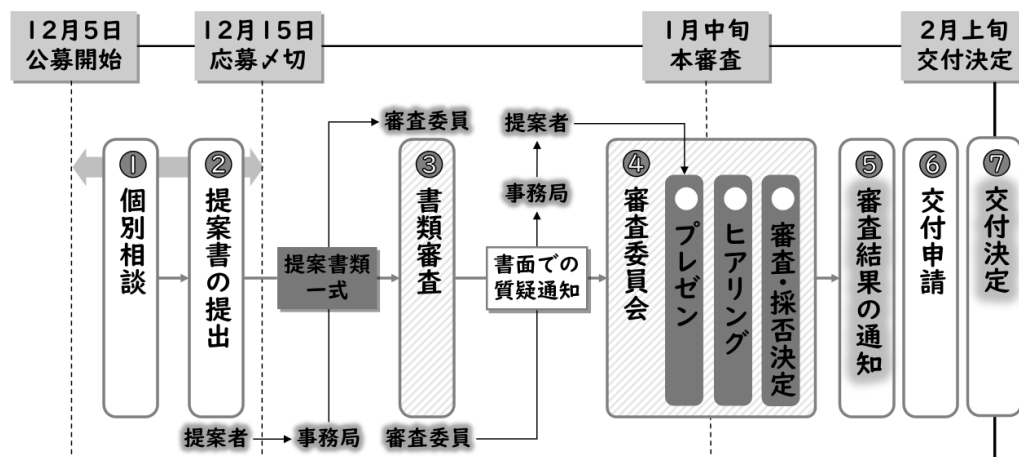 12月5日
公募開始
12月15日
応募〆切
1月中旬
本審査
2月上旬
交付決定
①
個別相談
②
提案書の提出
提案者
事務局
提案書類
一式
審査委員
③
書類審査
審査委員
書面での
質疑通知
事務局
提案者
④
審査委員会
プレゼン
ヒアリング
審査・採否決定
⑤
審査結果の通知
⑥
交付申請
⑦
交付決定